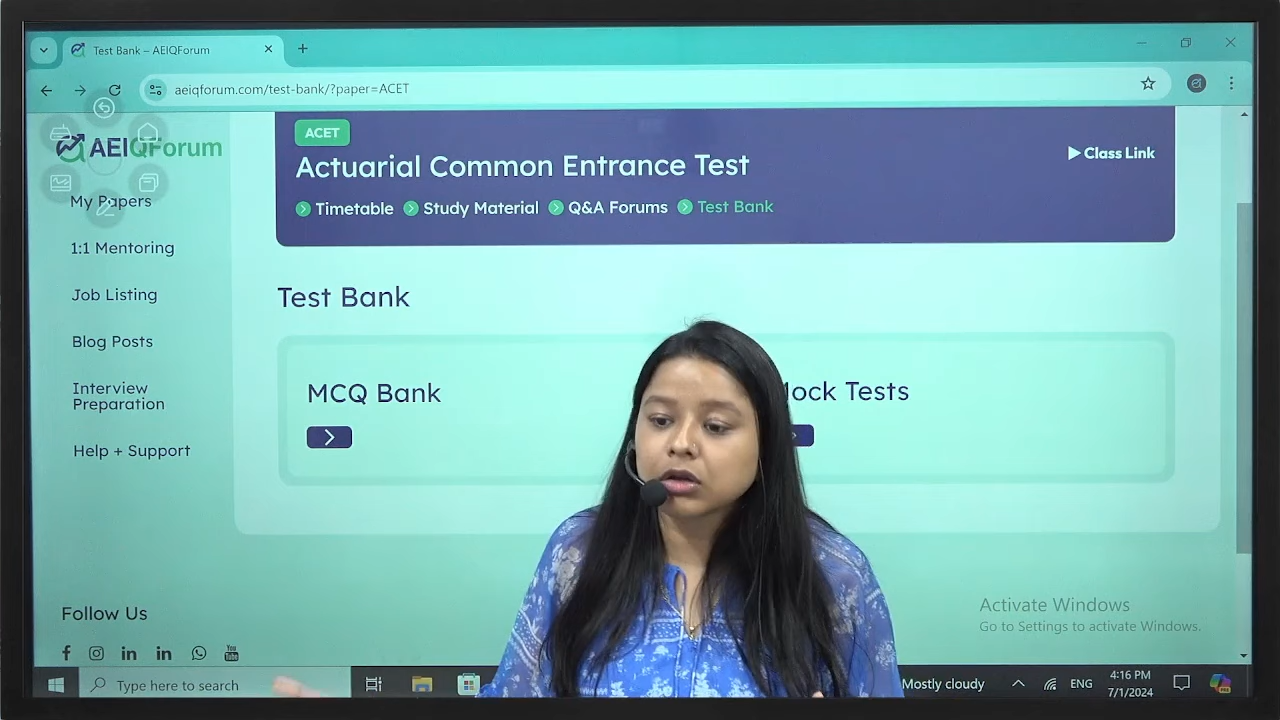 Test Bank – AEIQForum
aeiqforum.com/test-bank/?paper=ACET
AEIQForum
My Papers
1:1 Mentoring
Job Listing
Blog Posts
Interview
Preparation
Help + Support
Follow Us
You
Tube
ACET
Actuarial Common Entrance Test
Class Link
Timetable Study Material Q&A Forums Test Bank
Test Bank
MCQ Bank
Mock Tests
Activate Windows
Go to Settings to activate Windows.
Type here to search
Mostly cloudy
ENG
4:16 PM
7/1/2024